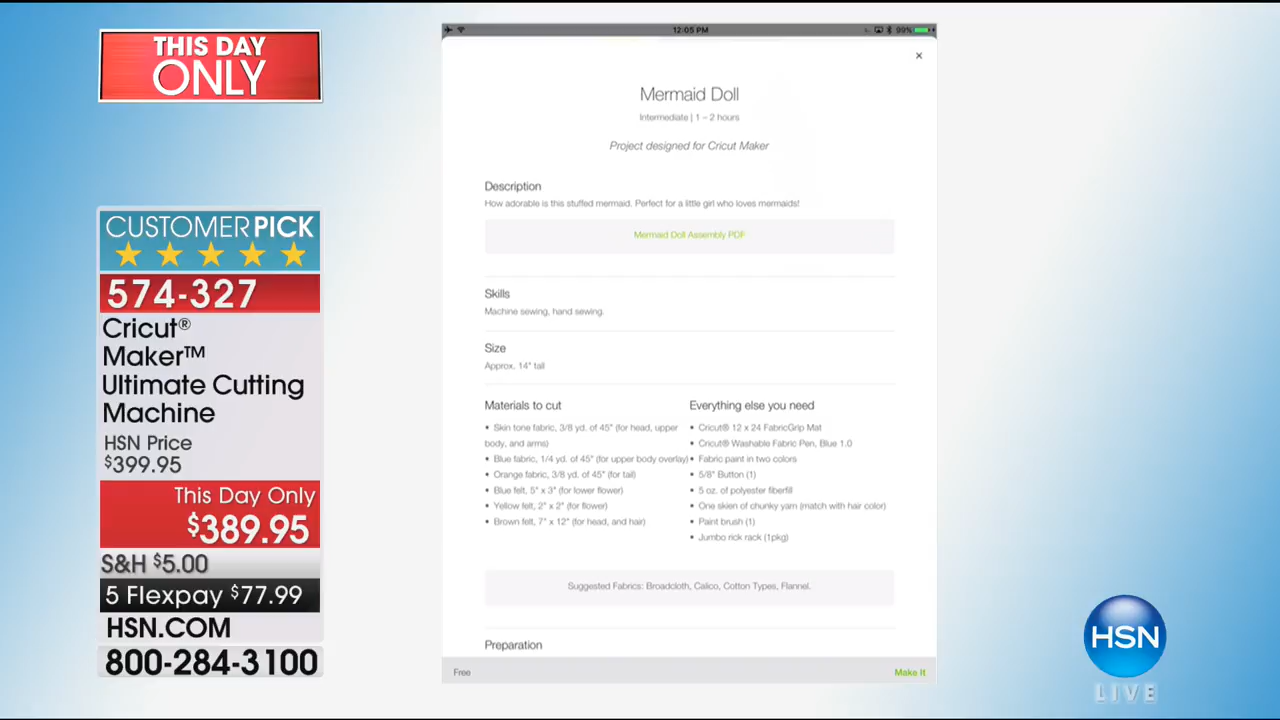 THIS DAY
ONLY
CUSTOMER PICK
574-327
Cricut®
Maker™
Ultimate Cutting
Machine
HSN Price
$399.95
This Day Only
$389.95
S&H $5.00
5 Flexpay $77.99
HSN.COM
800-284-3100
12:05 PM
99%
×
Mermaid Doll
Intermediate | 1 – 2 hours
Project designed for Cricut Maker
Description
How adorable is this stuffed mermaid. Perfect for a little girl who loves mermaids!
Mermaid Doll Assembly PDF
Skills
Machine sewing, hand sewing.
Size
Approx. 14" tall
Materials to cut
• Skin tone fabric, 3/8 yd. of 45" (for head, upper
body, and arms)
• Blue fabric, 1/4 yd. of 45" (for upper body overlay)
• Orange fabric, 3/8 yd. of 45" (for tail)
• Blue felt, 5" x 3" (for lower flower)
• Yellow felt, 2" x 2" (for flower)
• Brown felt, 7" x 12" (for head, and hair)
Everything else you need
• Cricut® 12 x 24 FabricGrip Mat
• Cricut® Washable Fabric Pen, Blue 1.0
• Fabric paint in two colors
• 5/8" Button (1)
• 5 oz. of polyester fiberfill
• One skien of chunky yarn (match with hair color)
• Paint brush (1)
• Jumbo rick rack (1pkg)
Suggested Fabrics: Broadcloth, Calico, Cotton Types, Flannel.
Preparation
Free
Make It
HSN
LIVE